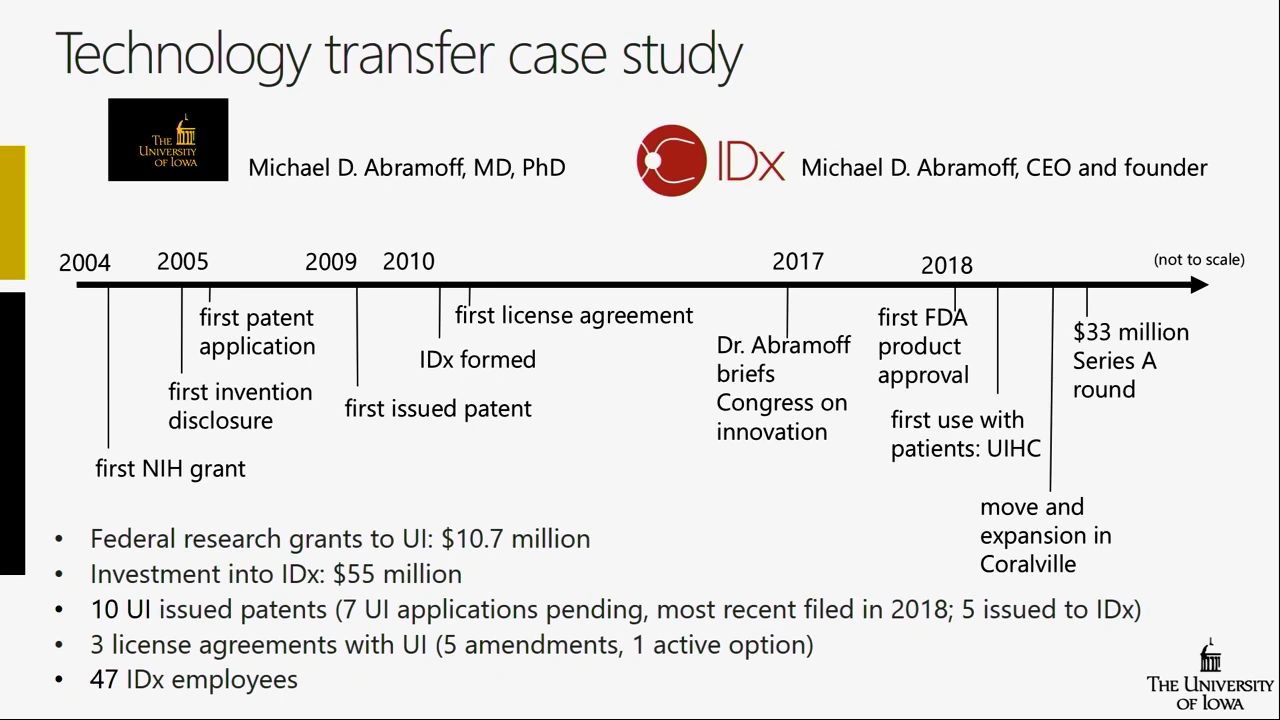 Technology transfer case study
THE
UNIVERSITY
OF IOWA
Michael D. Abramoff, MD, PhD
IDx
Michael D. Abramoff, CEO and founder
2004
2005
2009
2010
2017
2018
(not to scale)
first patent
application
first invention
disclosure
first NIH grant
first issued patent
first license agreement
IDx formed
Dr. Abramoff
briefs
Congress on
innovation
first FDA
product
approval
first use with
patients: UIHC
move and
expansion in
Coralville
$33 million
Series A
round
• Federal research grants to UI: $10.7 million
• Investment into IDx: $55 million
• 10 UI issued patents (7 UI applications pending, most recent filed in 2018; 5 issued to IDx)
• 3 license agreements with UI (5 amendments, 1 active option)
• 47 IDx employees
THE UNIVERSITY
OF IOWA